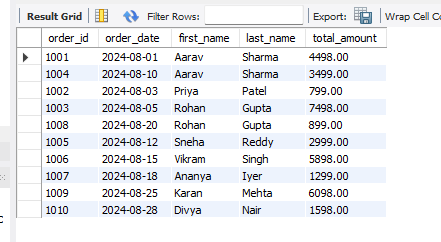 Result Grid Filter Rows: Export: Wrap Cell Co
order_id order_date first_name last_name total_amount
1001 2024-08-01 Aarav Sharma 4498.00
1004 2024-08-10 Aarav Sharma 3499.00
1002 2024-08-03 Priya Patel 799.00
1003 2024-08-05 Rohan Gupta 7498.00
1008 2024-08-20 Rohan Gupta 899.00
1005 2024-08-12 Sneha Reddy 2999.00
1006 2024-08-15 Vikram Singh 5898.00
1007 2024-08-18 Ananya Iyer 1299.00
1009 2024-08-25 Karan Mehta 6098.00
1010 2024-08-28 Divya Nair 1598.00